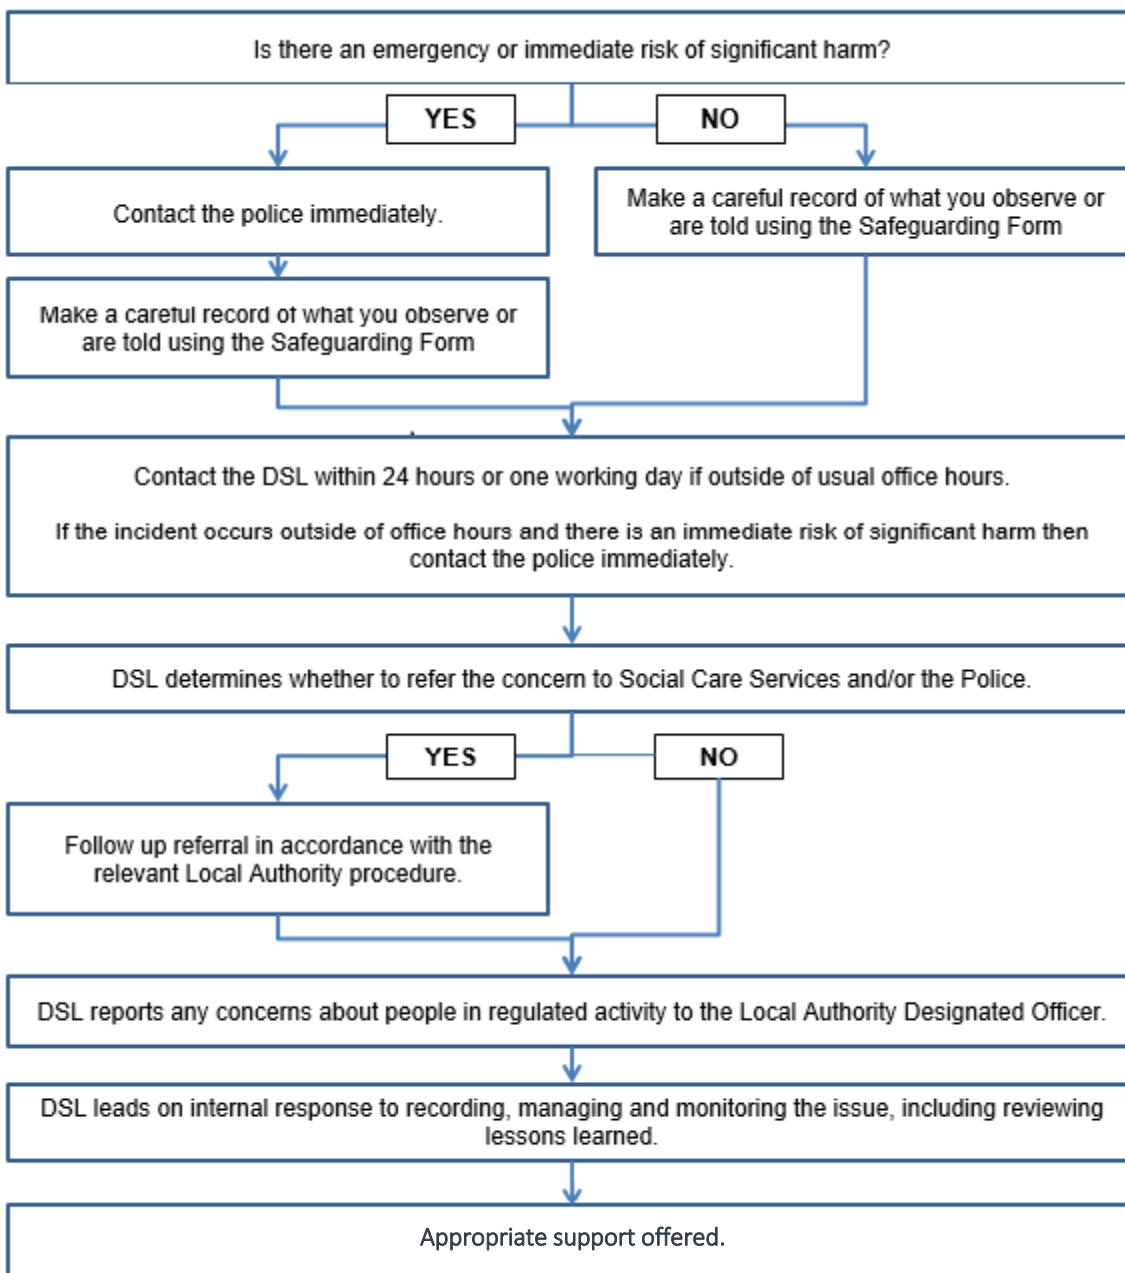 Is there an emergency or immediate risk of significant harm?
YES
NO
Contact the police immediately.
Make a careful record of what you observe or
are told using the Safeguarding Form
Make a careful record of what you observe or
are told using the Safeguarding Form
Contact the DSL within 24 hours or one working day if outside of usual office hours.
If the incident occurs outside of office hours and there is an immediate risk of significant harm then
contact the police immediately.
DSL determines whether to refer the concern to Social Care Services and/or the Police.
YES
NO
Follow up referral in accordance with the
relevant Local Authority procedure.
DSL reports any concerns about people in regulated activity to the Local Authority Designated Officer.
DSL leads on internal response to recording, managing and monitoring the issue, including reviewing
lessons learned.
Appropriate support offered.